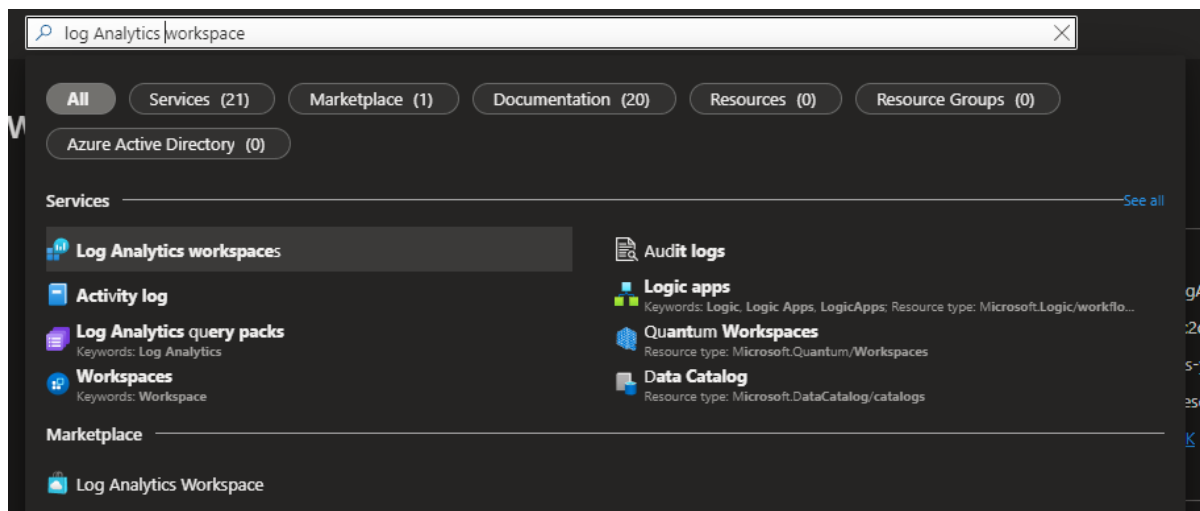 log Analytics workspace
All
Services (21)
Marketplace (1)
Documentation (20)
Resources (0)
Resource Groups (0)
Azure Active Directory (0)
Services
See all
Log Analytics workspaces
Audit logs
Activity log
Logic apps
Keywords: Logic, Logic Apps, LogicApps; Resource type: Microsoft.Logic/workflo...
Log Analytics query packs
Keywords: Log Analytics
Quantum Workspaces
Resource type: Microsoft.Quantum/Workspaces
Workspaces
Keywords: Workspace
Data Catalog
Resource type: Microsoft.DataCatalog/catalogs
Marketplace
Log Analytics Workspace